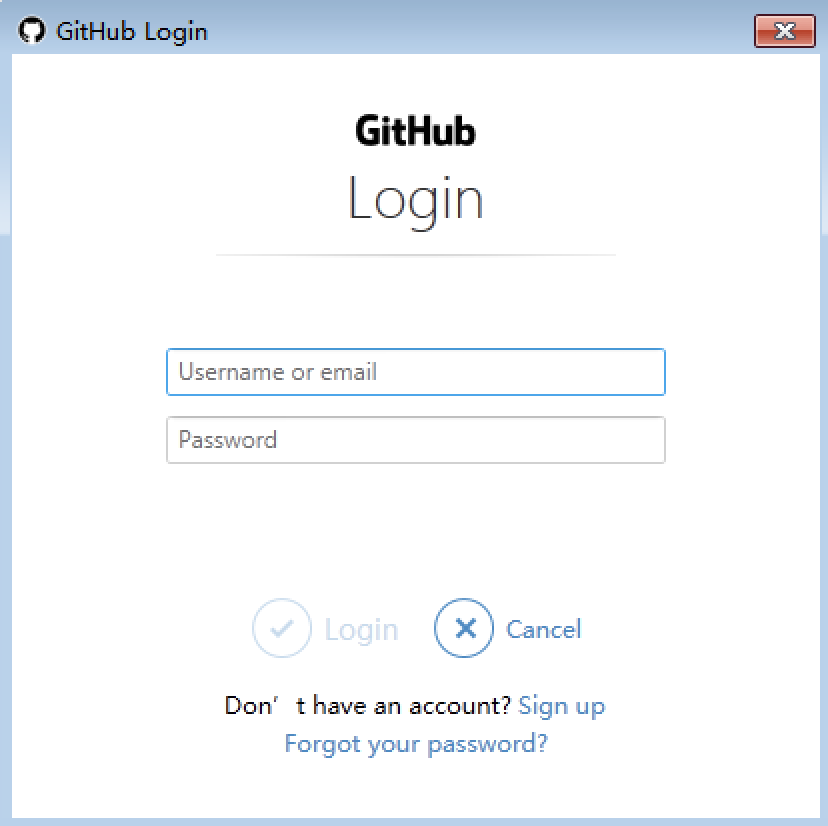 GitHub Login
GitHub
Login
Username or email
Password
Login Cancel
Don′ t have an account? Sign up
Forgot your password?